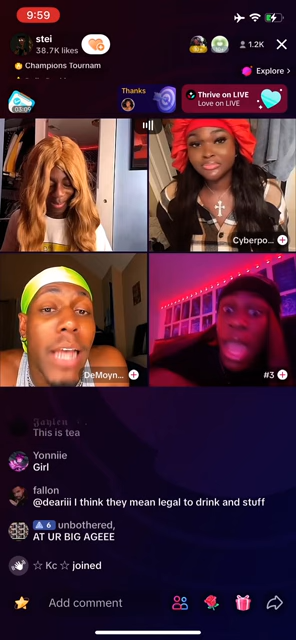 9:59
stei
38.7K likes
1.2K
Champions Tournam
Explore >
03:09
Thanks
Thrive on LIVE
Love on LIVE
Cyberpo...
DeMoyn...
#3
Jaylen
This is tea
Yonniie
Girl
fallon
@deariii I think they mean legal to drink and stuff
6 unbothered,
AT UR BIG AGEEE
☆ Kc ☆ joined
Add comment